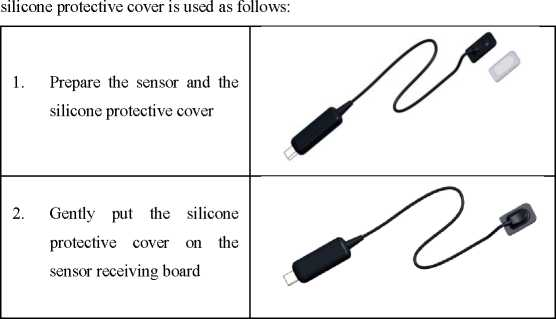 silicone protective cover is used as follows:
1. Prepare the sensor and the
silicone protective cover
2. Gently put the silicone
protective cover on the
sensor receiving board